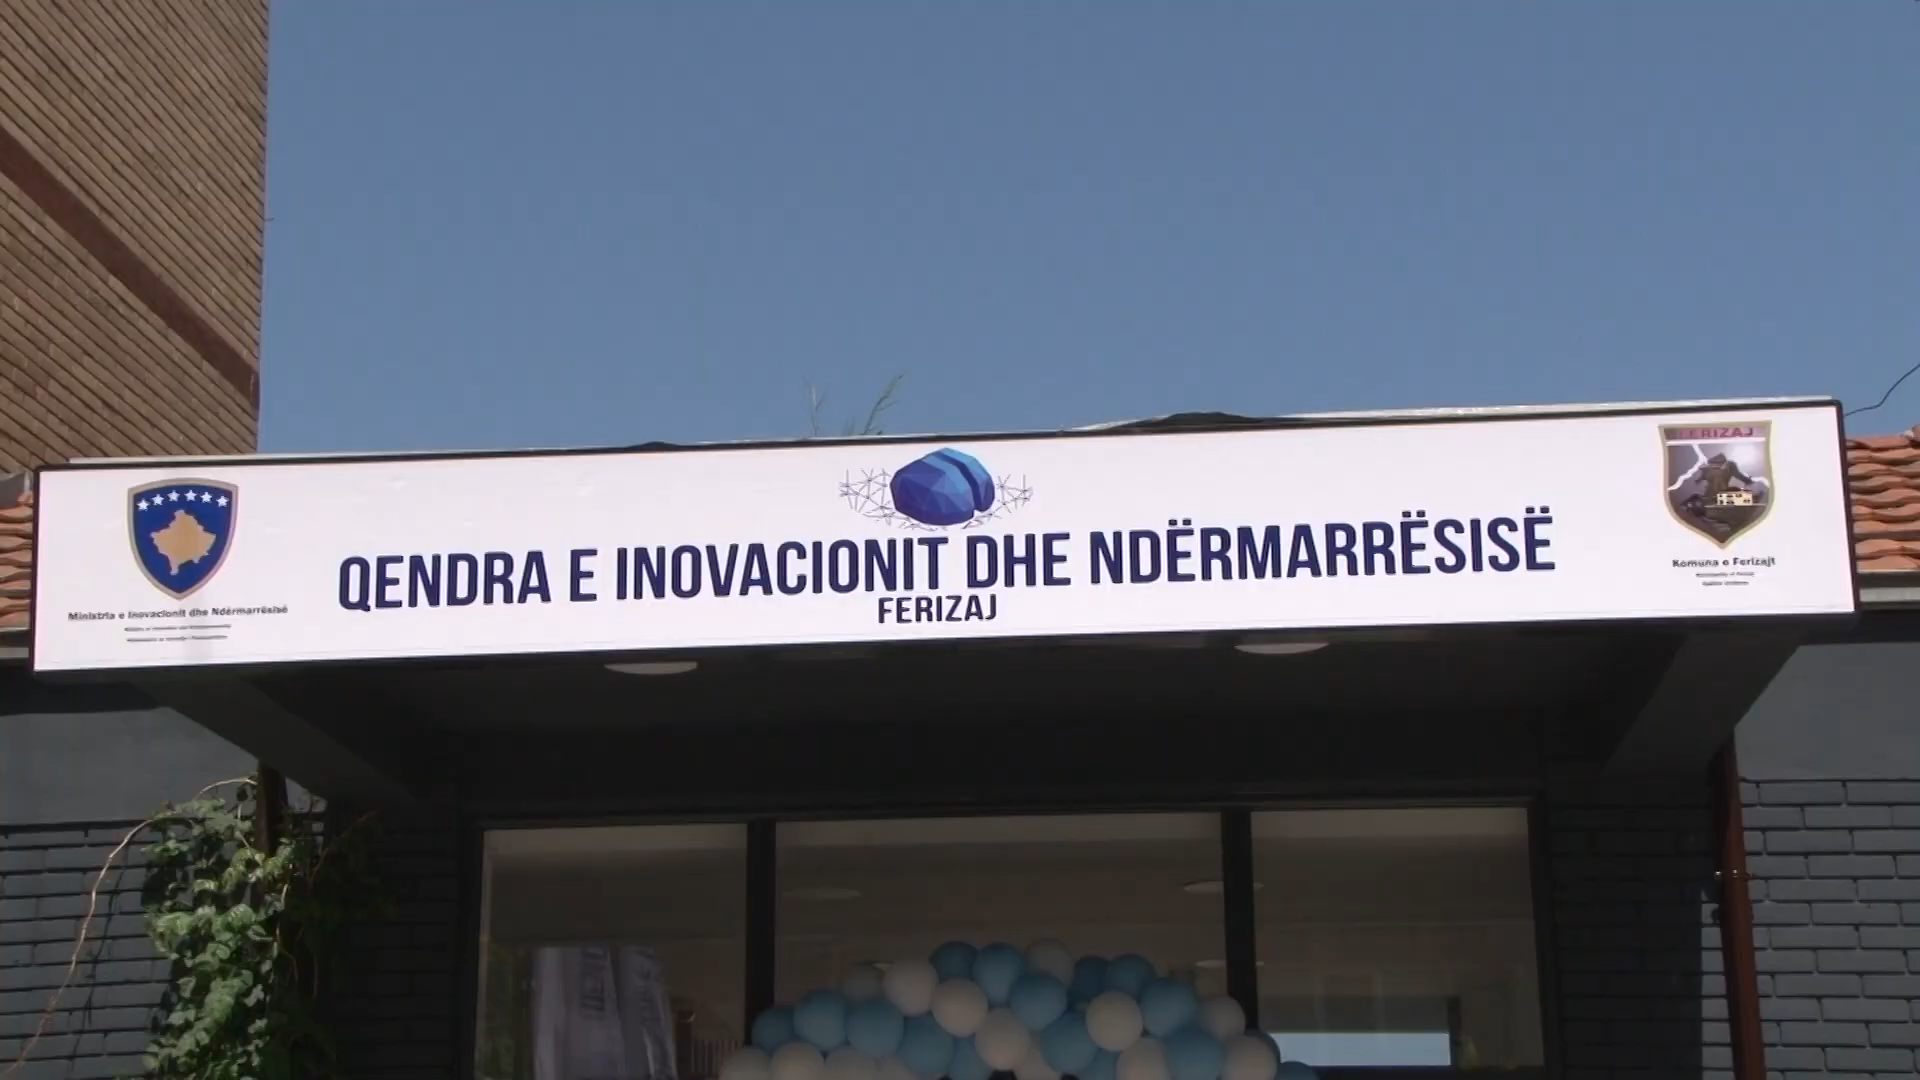 FERIZAJ
QENDRA E INOVACIONIT DHE NDËRMARRËSISË
FERIZAJ
Ministria e Inovacionit dhe Ndërmarrësisë
Komuna e Ferizajt